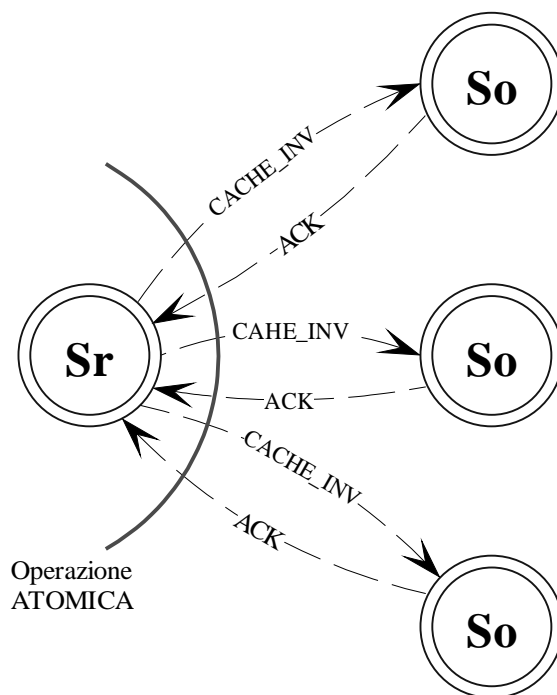 So
CACHE_INV
ACK
Sr
CAHE_INV
So
ACK
CACHE_INV
ACK
Operazione
ATOMICA
So